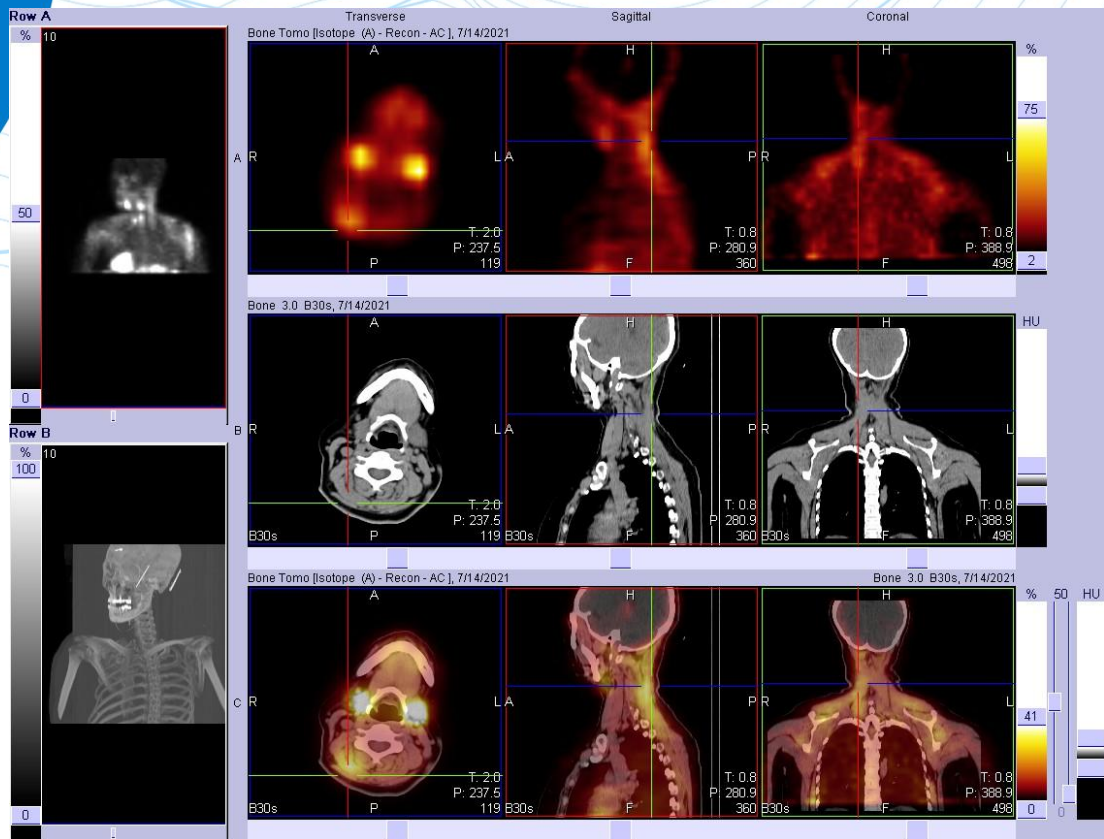 Row A
Transverse Sagittal Coronal
%
10
Bone Tomo [Isotope (A) - Recon - AC ], 7/14/2021
A H H
%
75
A R L A P R L
50
T: 2.0 T: 0.8 T: 0.8
P: 237.5 P: 280.9 P: 388.9
P 119 F 360 F 498
2
0
Bone 3.0 B30s, 7/14/2021
A H H
HU
Row B
%
100
10
B R L A P R L
T: 2.0 T: 0.8 T: 0.8
P: 237.5 P: 280.9 P: 388.9
B30s P 119 B30s F 360 B30s F 498
Bone Tomo [Isotope (A) - Recon - AC ], 7/14/2021 Bone 3.0 B30s, 7/14/2021
A H H
% 50 HU
C R L A P R L
41
T: 2.0 T: 0.8 T: 0.8
P: 237.5 P: 280.9 P: 388.9
B30s P 119 B30s F 360 B30s F 498
0
0 0